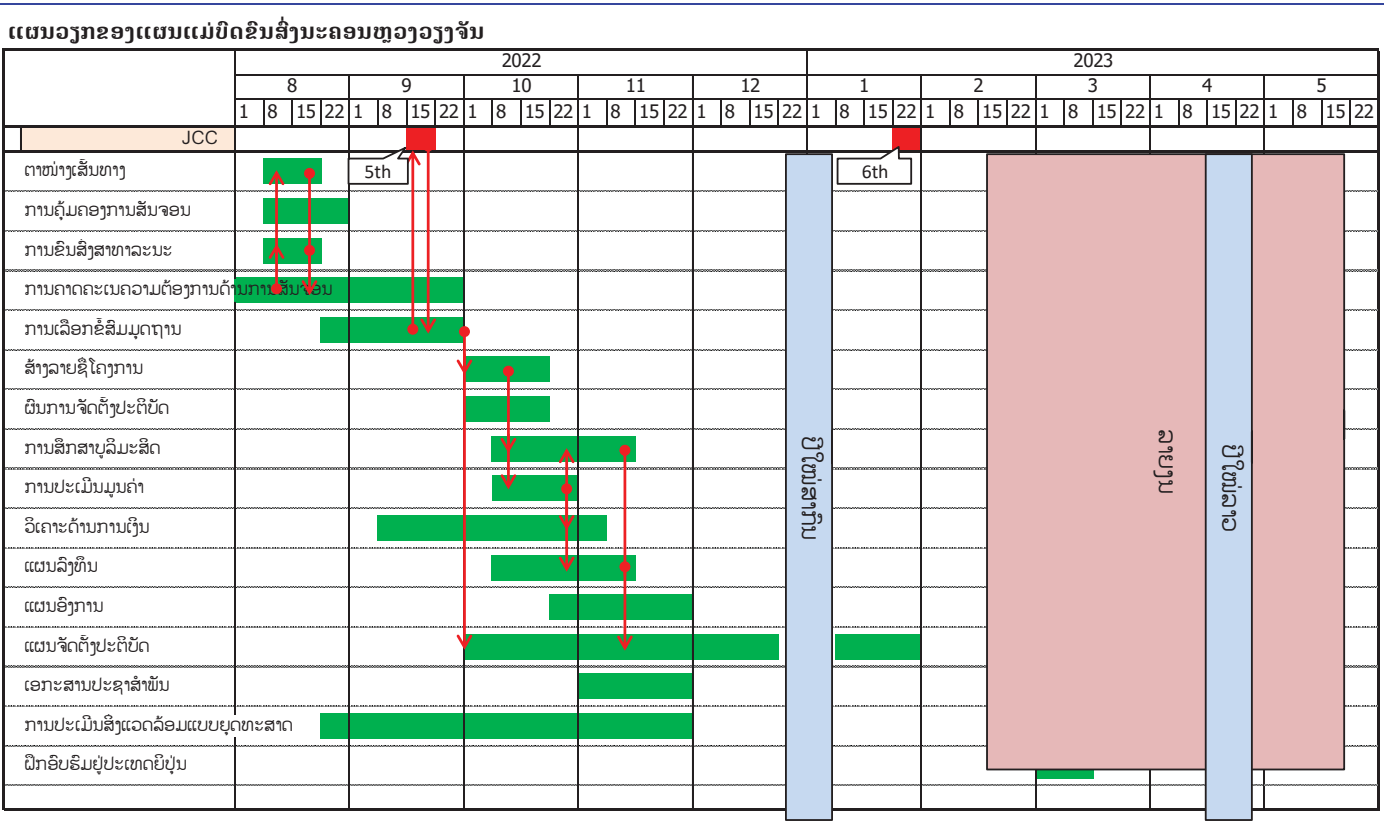 ແຜນວຽກຂອງແຜນແມ່ບົດຂົນສົ່ງນະຄອນຫຼວງວຽງຈັນ
2022 2023
8 9 10 11 12 1 2 3 4 5
1 8 15 22 1 8 15 22 1 8 15 22 1 8 15 22 1 8 15 22 1 8 15 22 1 8 15 22 1 8 15 22 1 8 15 22 1 8 15 22
JCC
5th
6th
ຕາໜ່າງເສັ້ນທາງ
ການຄຸ້ມຄອງການສັນຈອນ
ການຂົນສົ່ງສາທາລະນະ
ການຄາດຄະເນຄວາມຕ້ອງການດ້ານການສັນຈອນ
ການເລືອກຂໍ້ສົມມຸດຖານ
ສ້າງລາຍຊື່ໂຄງການ
ຜົນການຈັດຕັ້ງປະຕິບັດ
ການສຶກສາບຸລິມະສິດ
ການປະເມີນມູນຄ່າ
ວິເຄາະດ້ານການເງິນ
ແຜນລົງທຶນ
ແຜນອົງການ
ແຜນຈັດຕັ້ງປະຕິບັດ
ເອກະສານປະຊາສຳພັນ
ການປະເມີນສິ່ງແວດລ້ອມແບບຍຸດທະສາດ
ຝຶກອົບຮົມຢູ່ປະເທດຍີປຸ່ນ
ປີໃໝ່ສາກົນ
ລາຍງານ
ປີໃໝ່ລາວ